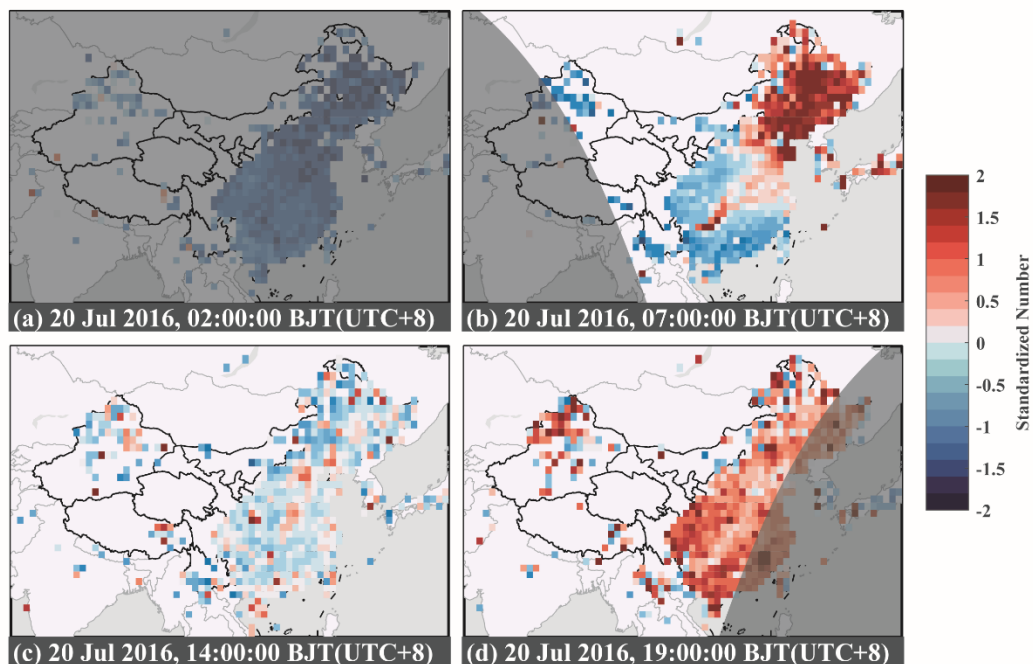 (a) 20 Jul 2016, 02:00:00 BJT(UTC+8)
(b) 20 Jul 2016, 07:00:00 BJT(UTC+8)
(c) 20 Jul 2016, 14:00:00 BJT(UTC+8)
(d) 20 Jul 2016, 19:00:00 BJT(UTC+8)
2
1.5
1
0.5
0
-0.5
-1
-1.5
-2
Standardized Number